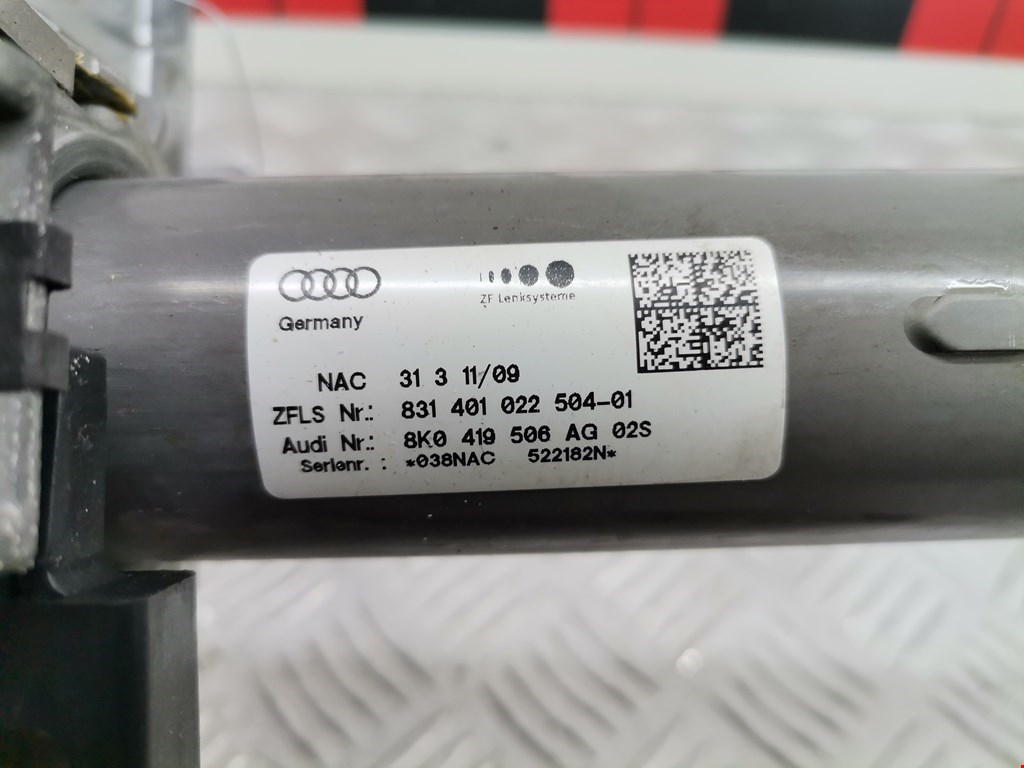 ZF Lenksysteme
Germany
NAC 31 3 11/09
ZFLS Nr.: 831 401 022 504-01
Audi Nr.: 8K0 419 506 AG 02S
Serienr. : *038NAC 522182N*